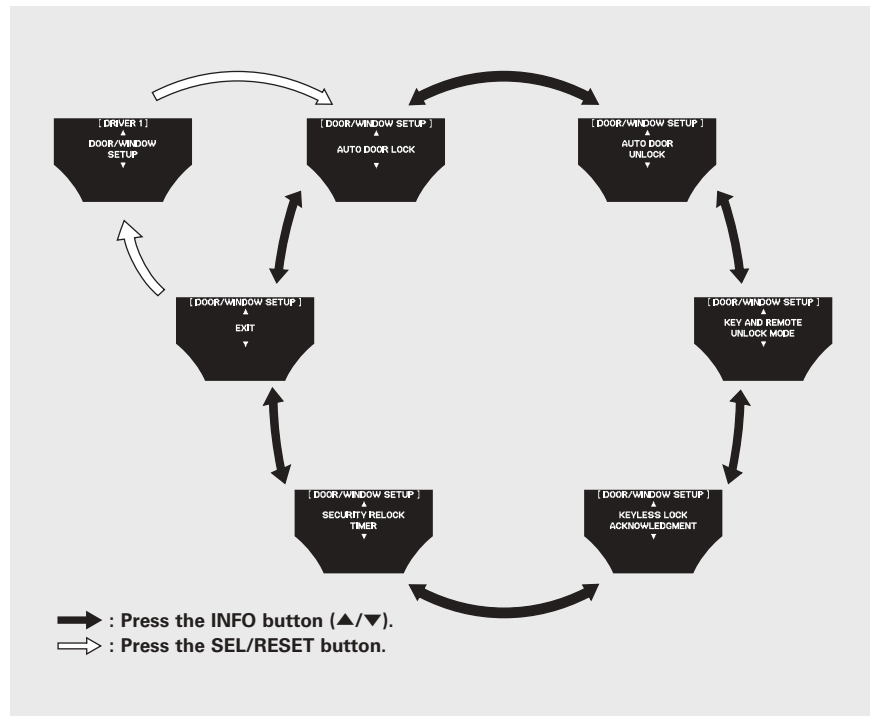 [ DRIVER 1 ]
▲
DOOR/WINDOW
SETUP
▼
[ DOOR/WINDOW SETUP ]
▲
AUTO DOOR LOCK
▼
[ DOOR/WINDOW SETUP ]
▲
AUTO DOOR
UNLOCK
▼
[ DOOR/WINDOW SETUP ]
▲
EXIT
▼
[ DOOR/WINDOW SETUP ]
▲
KEY AND REMOTE
UNLOCK MODE
▼
[ DOOR/WINDOW SETUP ]
▲
SECURITY RELOCK
TIMER
▼
[ DOOR/WINDOW SETUP ]
▲
KEYLESS LOCK
ACKNOWLEDGMENT
▼
: Press the INFO button (▲/▼).
: Press the SEL/RESET button.